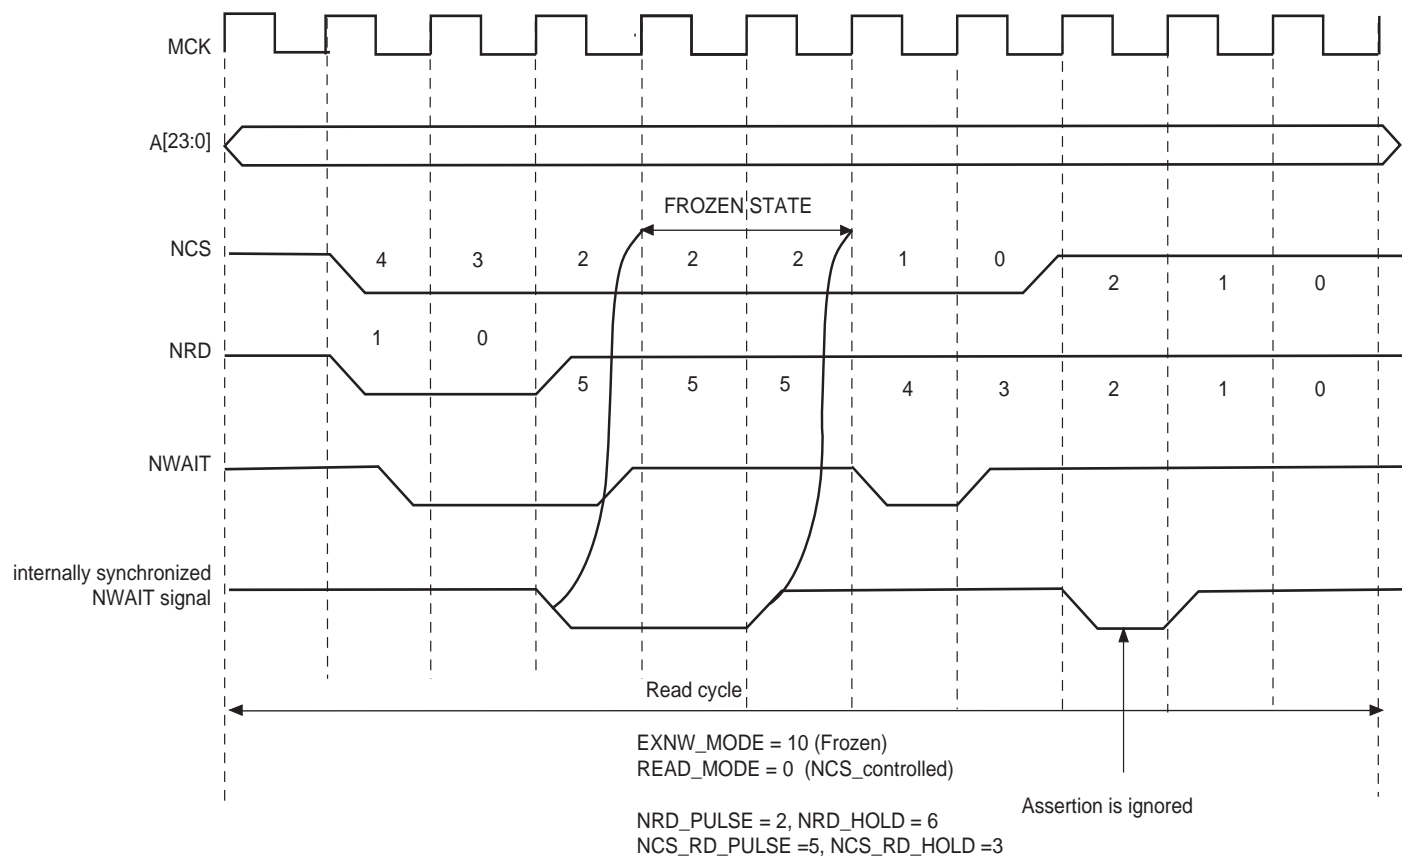 MCK
A[23:0]
FROZEN STATE
NCS
4 3 2 2 2 1 0
2 1 0
1 0
NRD
5 5 5 4 3 2 1 0
NWAIT
internally synchronized
NWAIT signal
Read cycle
EXNW_MODE = 10 (Frozen)
READ_MODE = 0 (NCS_controlled)
Assertion is ignored
NRD_PULSE = 2, NRD_HOLD = 6
NCS_RD_PULSE =5, NCS_RD_HOLD =3